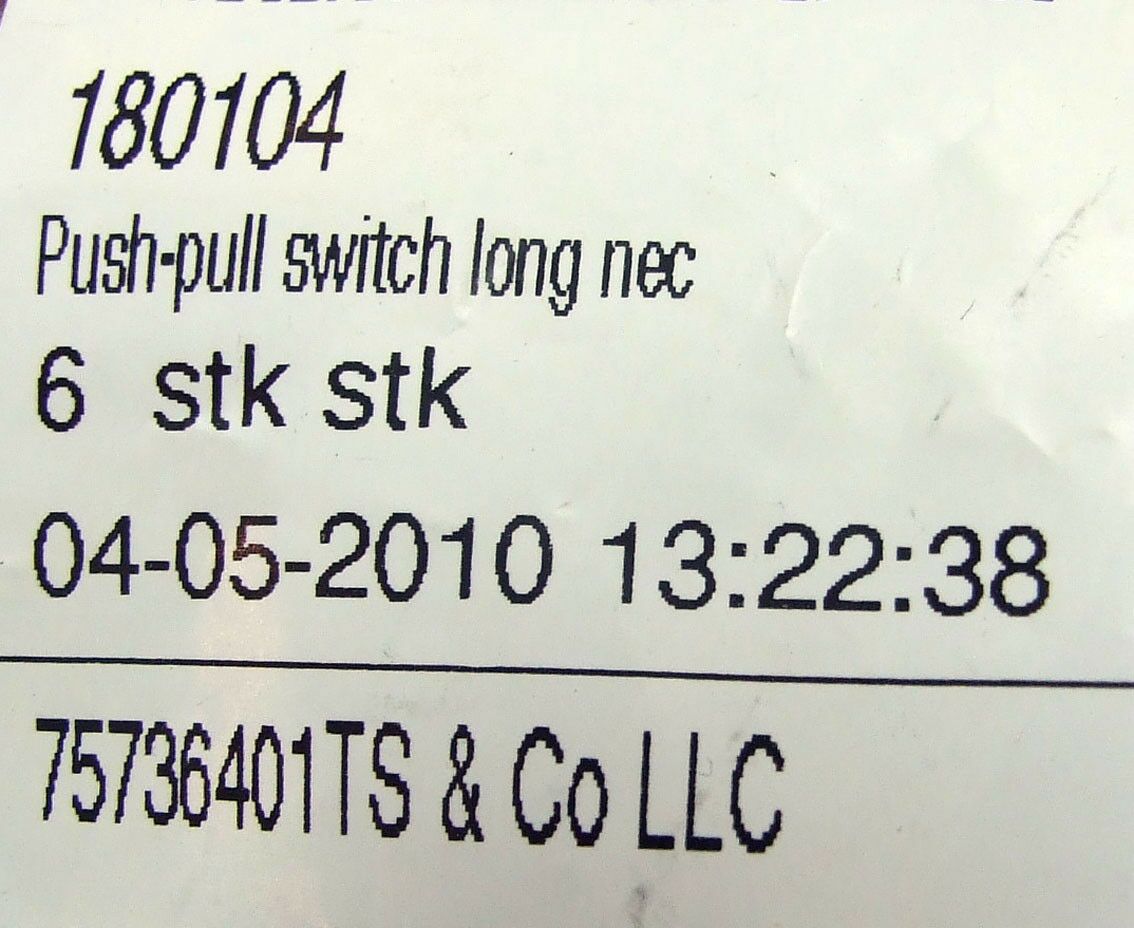 180104
Push-pull switch long nec
6 stk stk
04-05-2010 13:22:38
75736401TS & Co LLC